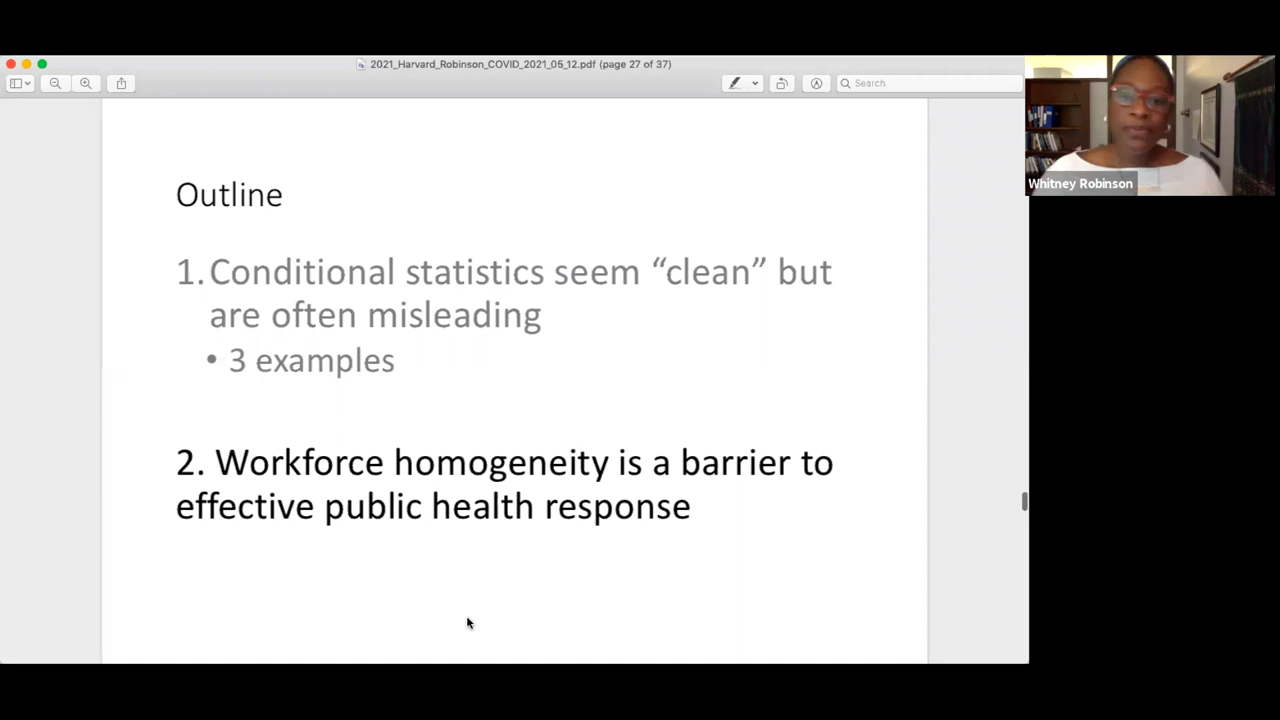 2021_Harvard_Robinson_COVID_2021_05_12.pdf (page 27 of 37)
Search
Whitney Robinson
Outline
1. Conditional statistics seem “clean” but
are often misleading
• 3 examples
2. Workforce homogeneity is a barrier to
effective public health response